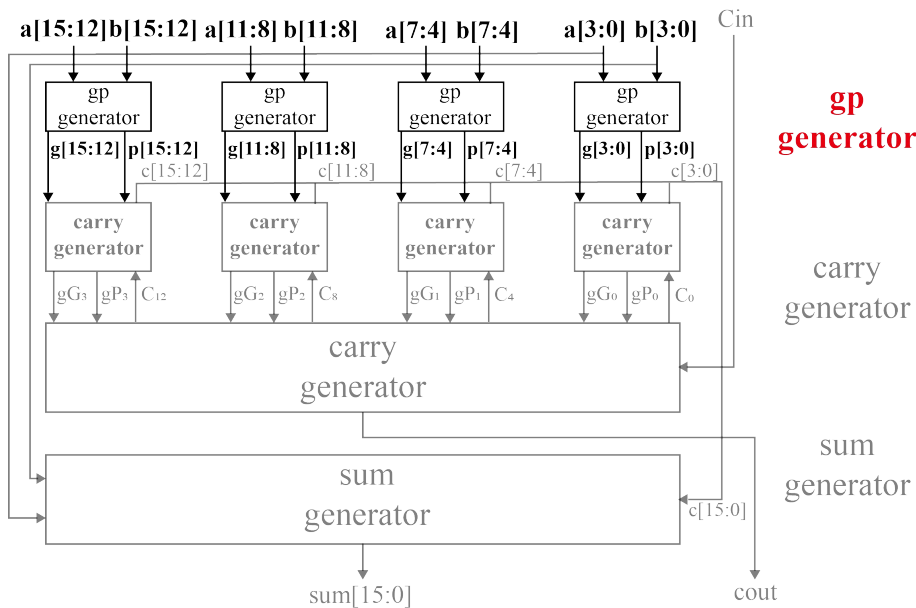 Cin
a[15:12] b[15:12] a[11:8] b[11:8] a[7:4] b[7:4] a[3:0] b[3:0]
gp generator gp generator gp generator gp generator
gp
generator
g[15:12] p[15:12] g[11:8] p[11:8] g[7:4] p[7:4] g[3:0] p[3:0]
c[15:12] c[11:8] c[7:4] c[3:0]
carry generator carry generator carry generator carry generator
carry
generator
gG₃ gP₃ C₁₂ gG₂ gP₂ C₈ gG₁ gP₁ C₄ gG₀ gP₀ C₀
carry
generator
sum
generator
sum
generator
c[15:0]
sum[15:0]
cout